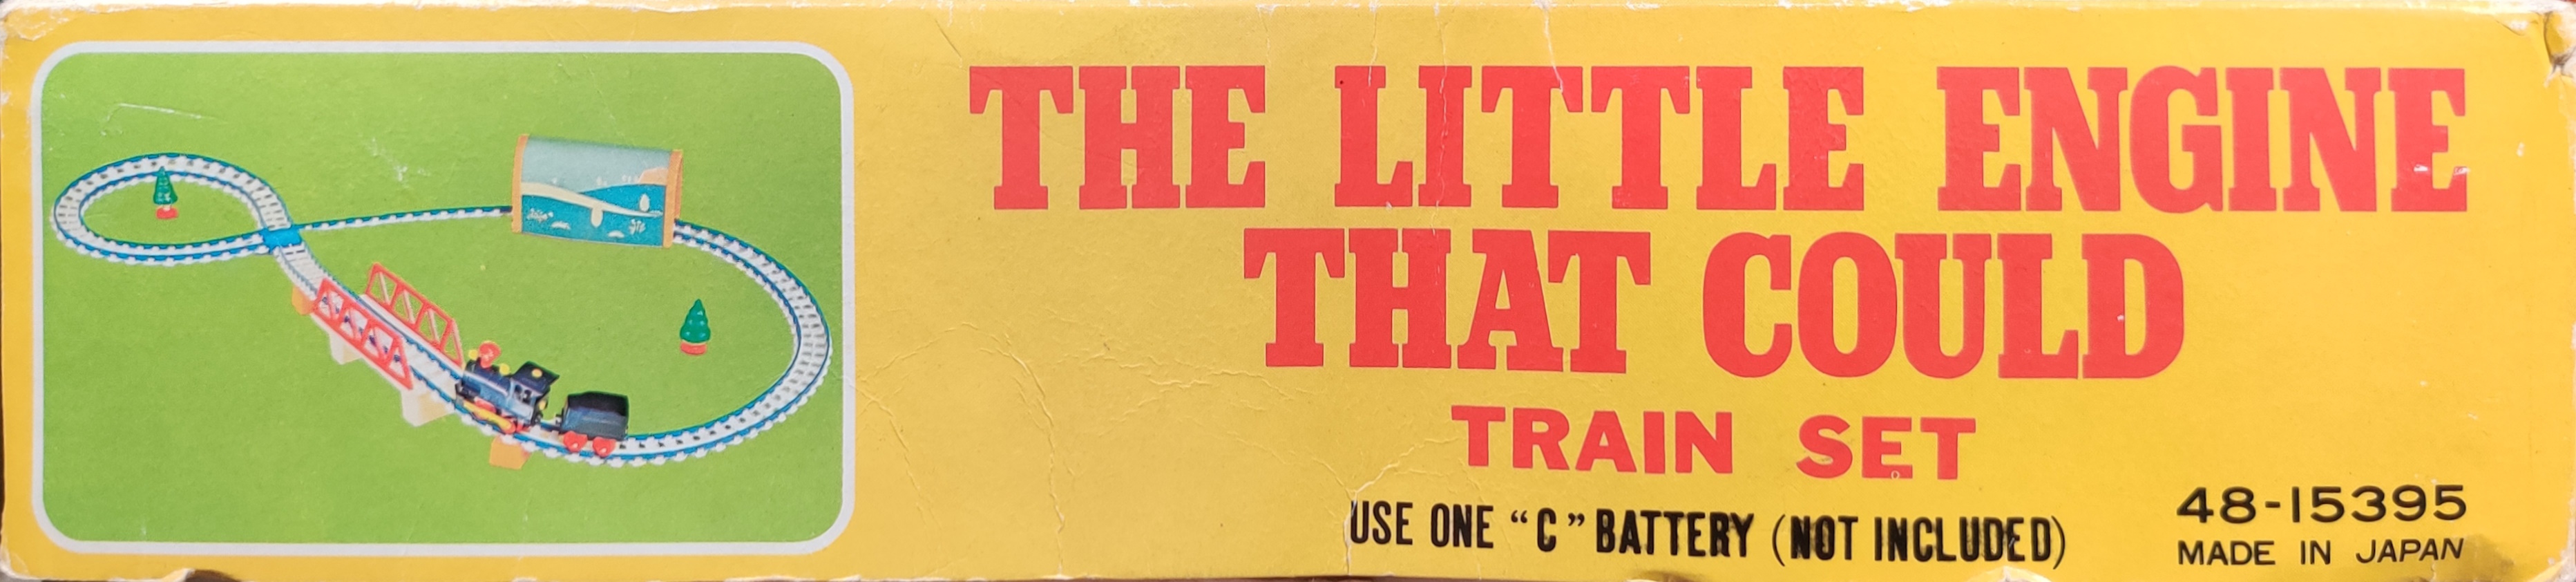 THE LITTLE ENGINE
THAT COULD
TRAIN SET
USE ONE "C" BATTERY (NOT INCLUDED)
48-15395
MADE IN JAPAN